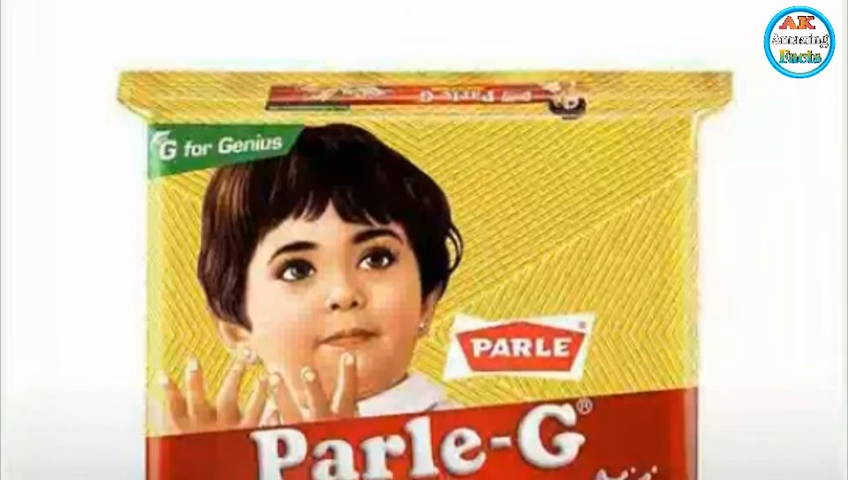 AK
Amazing
Facts
G for Genius
PARLE
Parle-G®